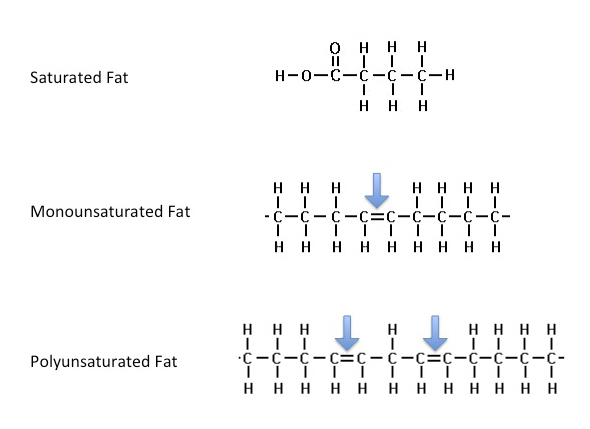 O H H H
Saturated Fat
H-O-C-C-C-C-H
H H H
H H H H H H H
Monounsaturated Fat
-C-C-C-C=C-C-C-C-C-
H H H H H H H H H
H H H H H H H H
Polyunsaturated Fat
-C-C-C-C=C-C-C=C-C-C-C-C-
H H H H H H H H H H H H